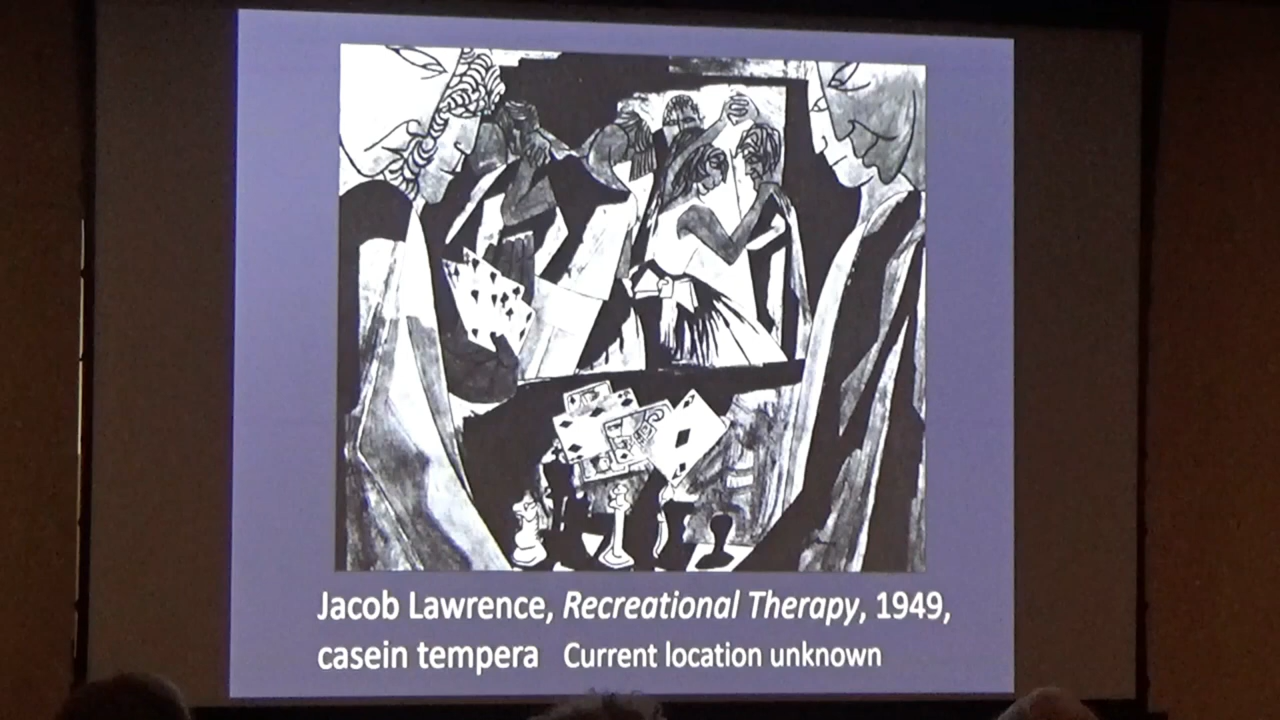 Jacob Lawrence, Recreational Therapy, 1949,
casein tempera Current location unknown